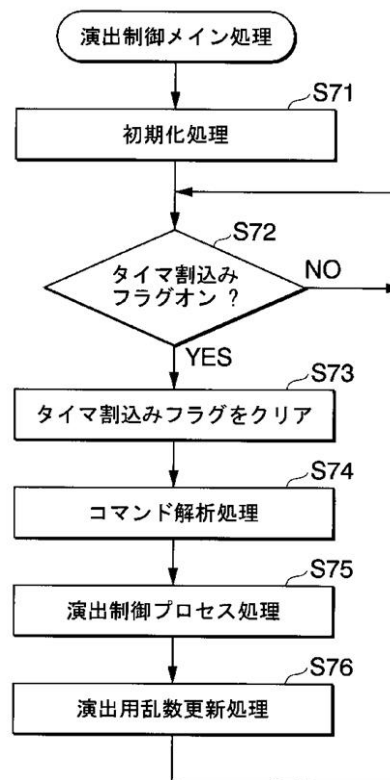 演出制御メイン処理
S71
初期化処理
S72
タイマ割込み
フラグオン ?
NO
YES
S73
タイマ割込みフラグをクリア
S74
コマンド解析処理
S75
演出制御プロセス処理
S76
演出用乱数更新処理